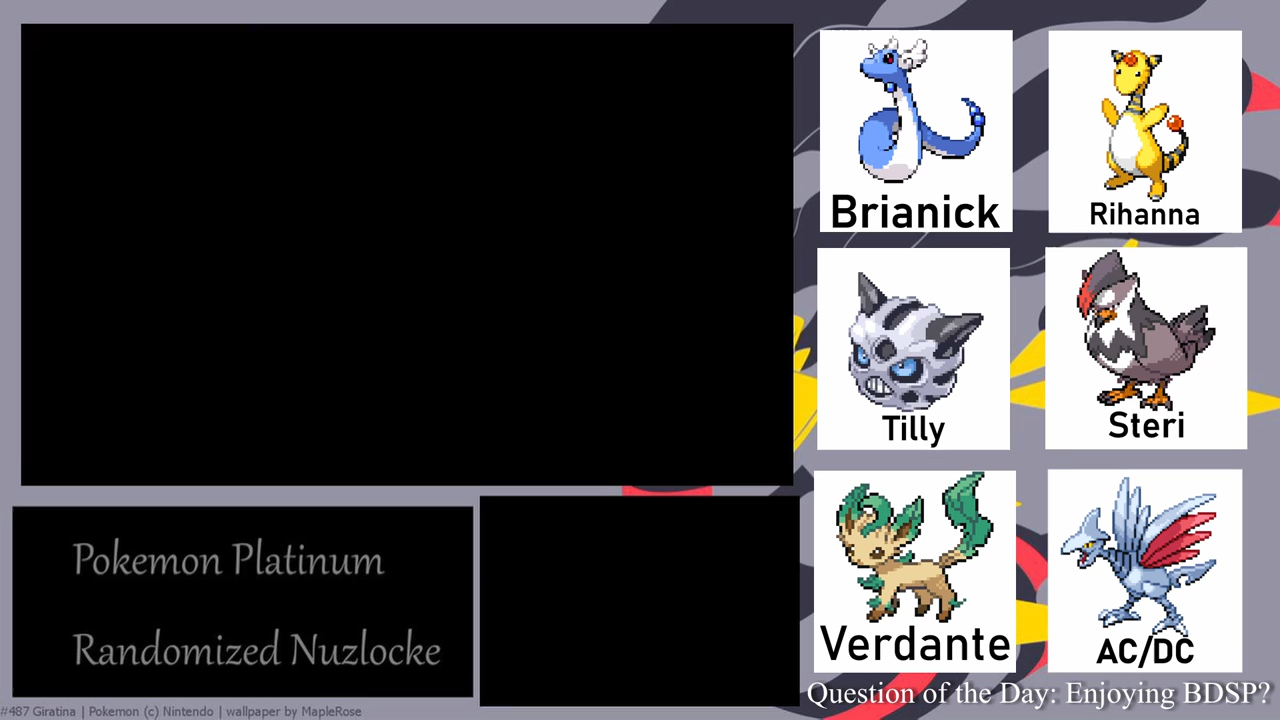 Brianick
Rihanna
Tilly
Steri
Verdante
AC/DC
Pokemon Platinum
Randomized Nuzlocke
Question of the Day: Enjoying BDSP?
#487 Giratina | Pokemon (c) Nintendo | wallpaper by MapleRose